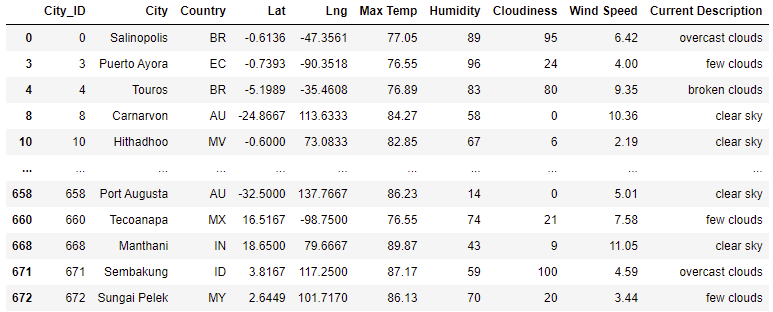 City_ID City Country Lat Lng Max Temp Humidity Cloudiness Wind Speed Current Description
0 0 Salinopolis BR -0.6136 -47.3561 77.05 89 95 6.42 overcast clouds
3 3 Puerto Ayora EC -0.7393 -90.3518 76.55 96 24 4.00 few clouds
4 4 Touros BR -5.1989 -35.4608 76.89 83 80 9.35 broken clouds
8 8 Carnarvon AU -24.8667 113.6333 84.27 58 0 10.36 clear sky
10 10 Hithadhoo MV -0.6000 73.0833 82.85 67 6 2.19 clear sky
... ... ... ... ... ... ... ... ... ... ...
658 658 Port Augusta AU -32.5000 137.7667 86.23 14 0 5.01 clear sky
660 660 Tecoanapa MX 16.5167 -98.7500 76.55 74 21 7.58 few clouds
668 668 Manthani IN 18.6500 79.6667 89.87 43 9 11.05 clear sky
671 671 Sembakung ID 3.8167 117.2500 87.17 59 100 4.59 overcast clouds
672 672 Sungai Pelek MY 2.6449 101.7170 86.13 70 20 3.44 few clouds